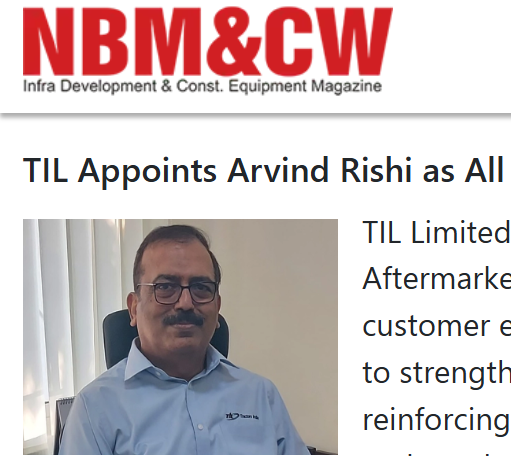 NBM&CW
Infra Development & Const. Equipment Magazine
TIL Appoints Arvind Rishi as All
TIL Limited
Aftermarke
customer e
to strength
reinforcing